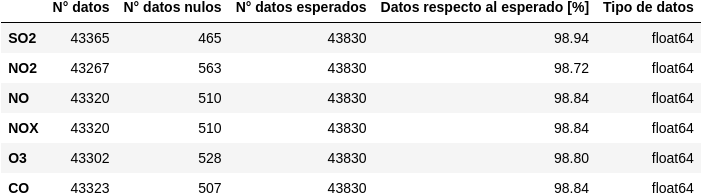 N° datos N° datos nulos N° datos esperados Datos respecto al esperado [%] Tipo de datos
SO2 43365 465 43830 98.94 float64
NO2 43267 563 43830 98.72 float64
NO 43320 510 43830 98.84 float64
NOX 43320 510 43830 98.84 float64
O3 43302 528 43830 98.80 float64
CO 43323 507 43830 98.84 float64